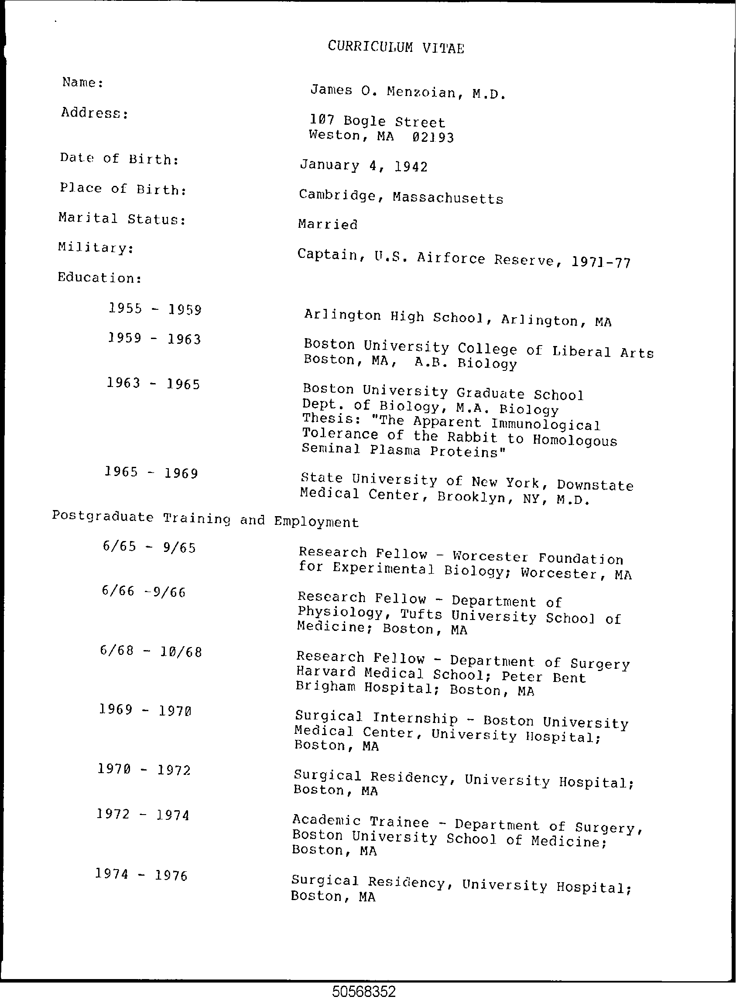 CURRICULUM VITAE
Name: James O. Menzoian, M.D.
Address: 107 Bogle Street
Weston, MA 02193
Date of Birth: January 4, 1942
Place of Birth: Cambridge, Massachusetts
Marital Status: Married
Military: Captain, U.S. Airforce Reserve, 1971-77
Education:
1955 - 1959 Arlington High School, Arlington, MA
1959 - 1963 Boston University College of Liberal Arts
Boston, MA, A.B. Biology
1963 - 1965 Boston University Graduate School
Dept. of Biology, M.A. Biology
Thesis: "The Apparent Immunological
Tolerance of the Rabbit to Homologous
Seminal Plasma Proteins"
1965 - 1969 State University of New York, Downstate
Medical Center, Brooklyn, NY, M.D.
Postgraduate Training and Employment
6/65 - 9/65 Research Fellow - Worcester Foundation
for Experimental Biology; Worcester, MA
6/66 -9/66 Research Fellow - Department of
Physiology, Tufts University School of
Medicine; Boston, MA
6/68 - 10/68 Research Fellow - Department of Surgery
Harvard Medical School; Peter Bent
Brigham Hospital; Boston, MA
1969 - 1970 Surgical Internship - Boston University
Medical Center, University Hospital;
Boston, MA
1970 - 1972 Surgical Residency, University Hospital;
Boston, MA
1972 - 1974 Academic Trainee - Department of Surgery,
Boston University School of Medicine;
Boston, MA
1974 - 1976 Surgical Residency, University Hospital;
Boston, MA
50568352